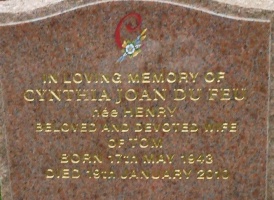 C
IN LOVING MEMORY OF
CYNTHIA JOAN DU FEU
née HENRY
BELOVED AND DEVOTED WIFE
OF TOM
BORN 17th MAY 1943
DIED 19th JANUARY 2010